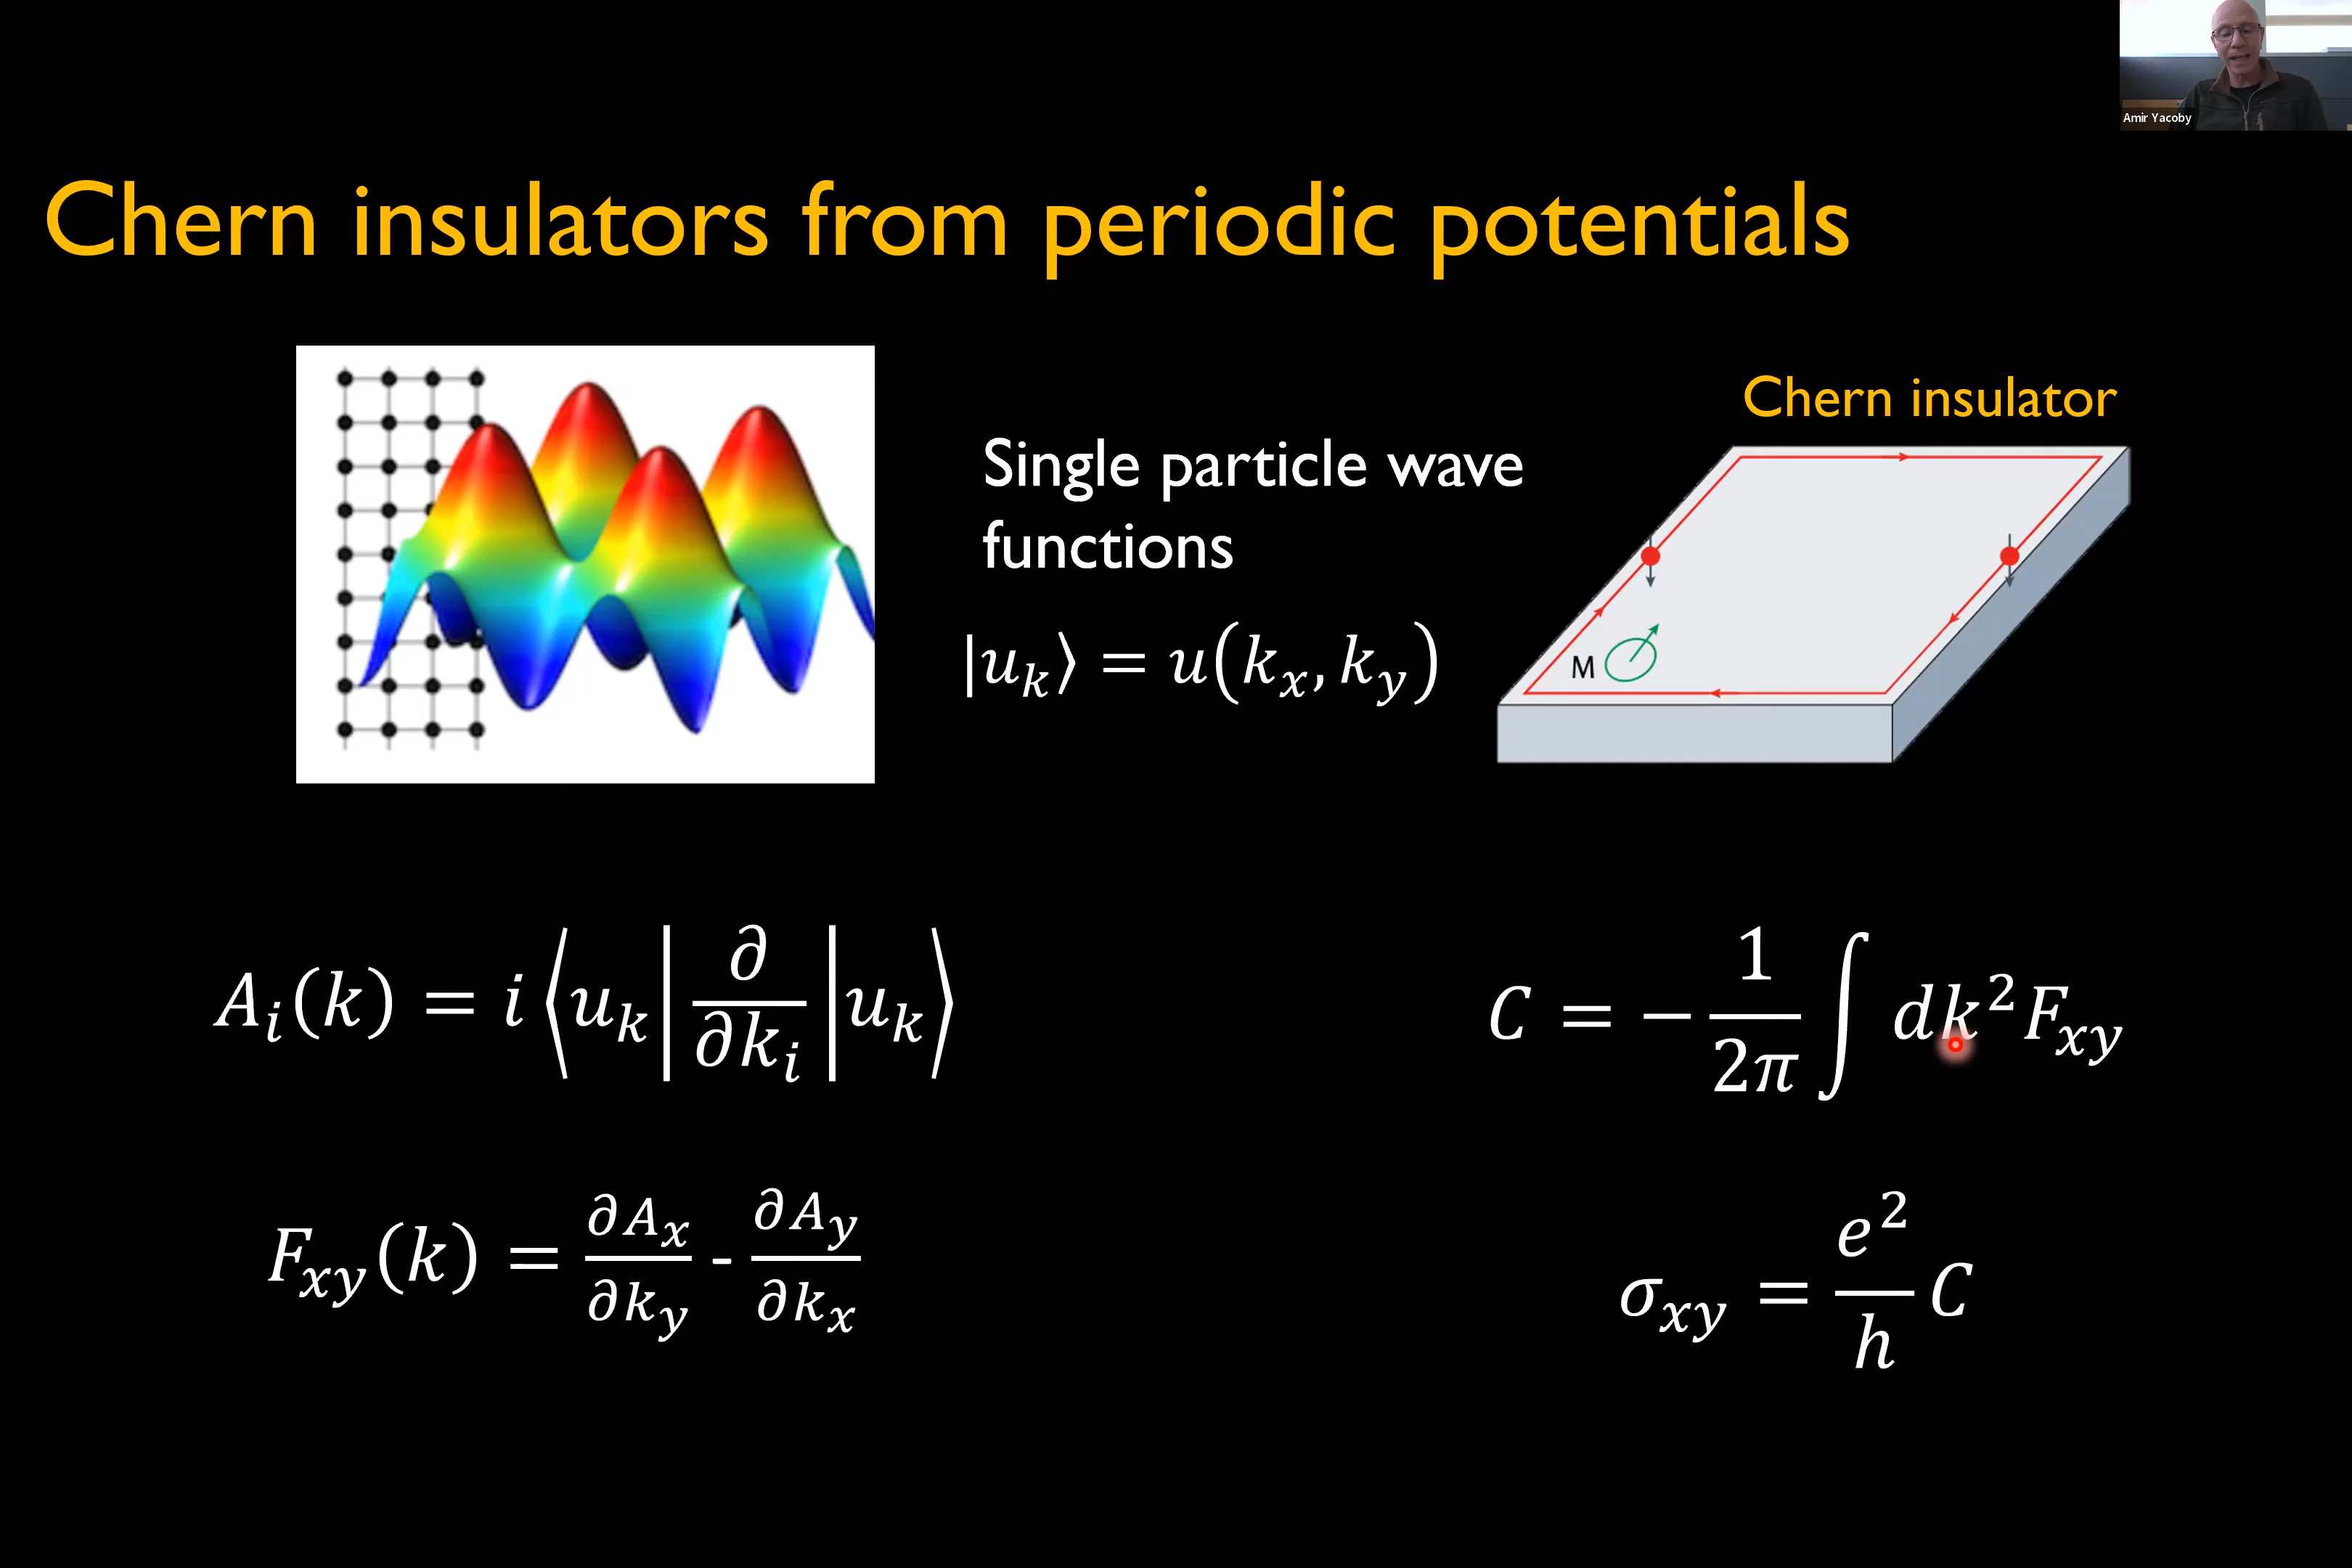 Amir Yacoby
Chern insulators from periodic potentials
Chern insulator
Single particle wave
functions
|u_k⟩ = u(k_x, k_y)
M
A_i(k) = i⟨u_k|∂/∂k_i|u_k⟩
C = −1/2π ∫ dk² F_xy
F_xy(k) = ∂A_x/∂k_y - ∂A_y/∂k_x
σ_xy = e²/h C